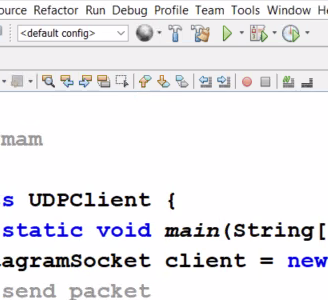 ource Refactor Run Debug Profile Team Tools Window He
<default config>
mam
s UDPClient {
static void main(String[
agramSocket client = new
send packet